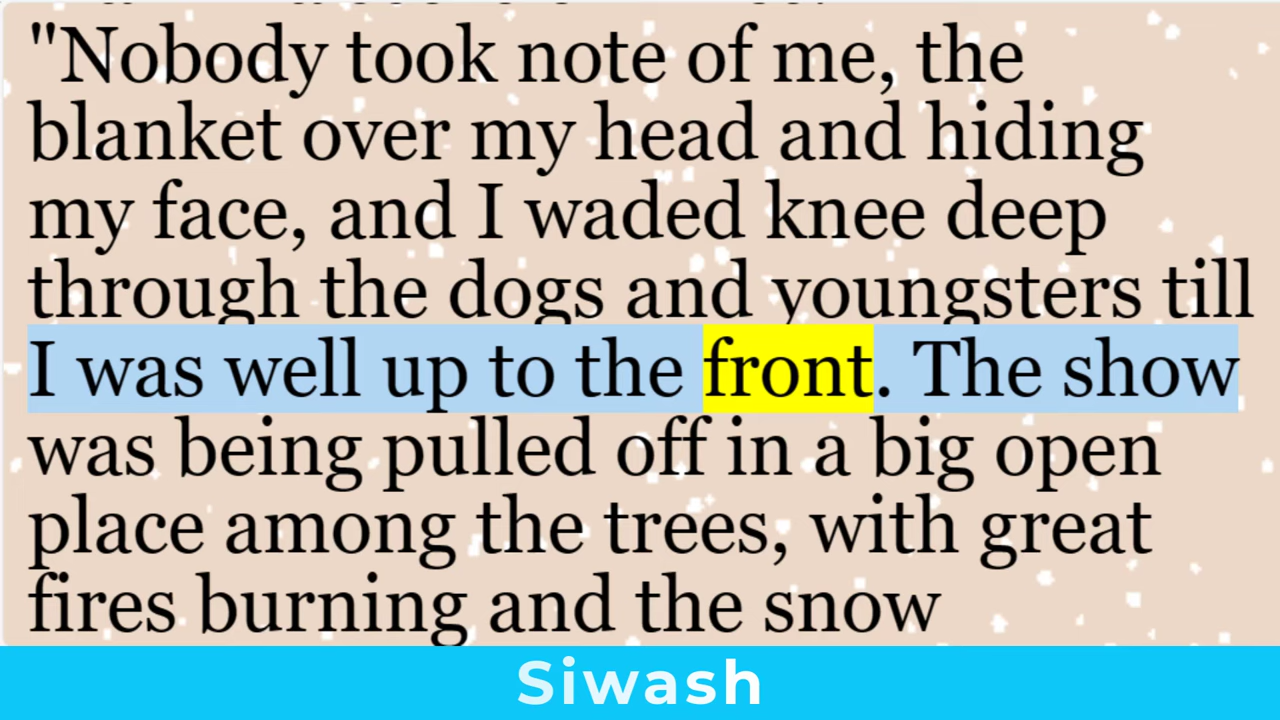 "Nobody took note of me, the
blanket over my head and hiding
my face, and I waded knee deep
through the dogs and youngsters till
I was well up to the front. The show
was being pulled off in a big open
place among the trees, with great
fires burning and the snow
Siwash